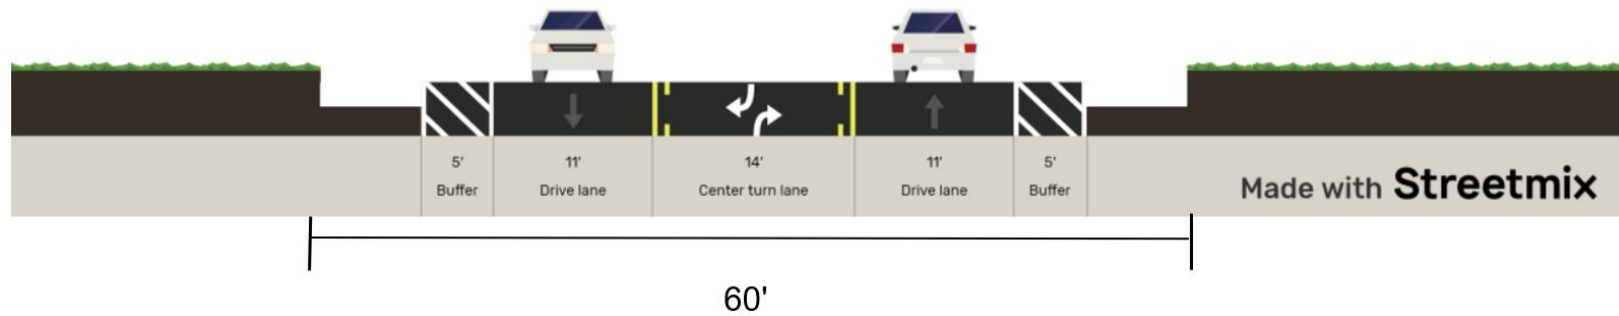 5' 11' 14' 11' 5'
Buffer Drive lane Center turn lane Drive lane Buffer
Made with Streetmix
60'